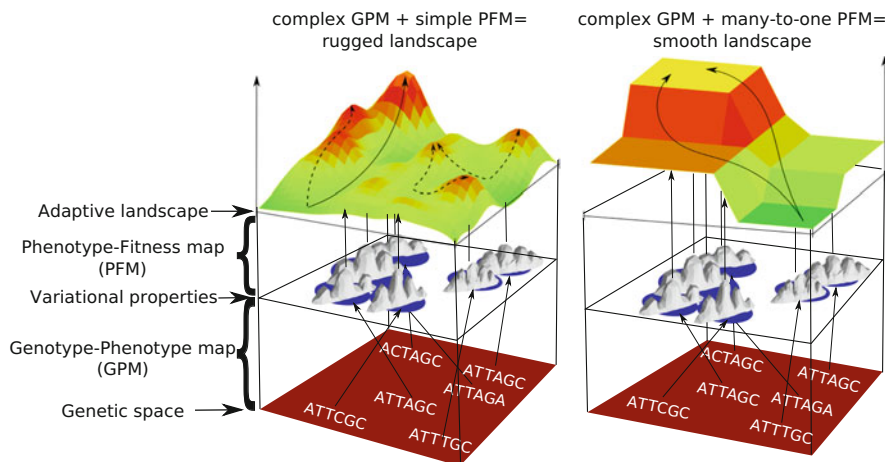 complex GPM + simple PFM=
rugged landscape
complex GPM + many-to-one PFM=
smooth landscape
Adaptive landscape
Phenotype-Fitness map
(PFM)
Variational properties
Genotype-Phenotype map
(GPM)
Genetic space
ACTAGC
ATTAGC
ATTAGA
ATTAGC
ATTCGC
ATTTGC
ACTAGC
ATTAGC
ATTAGA
ATTAGC
ATTCGC
ATTTGC